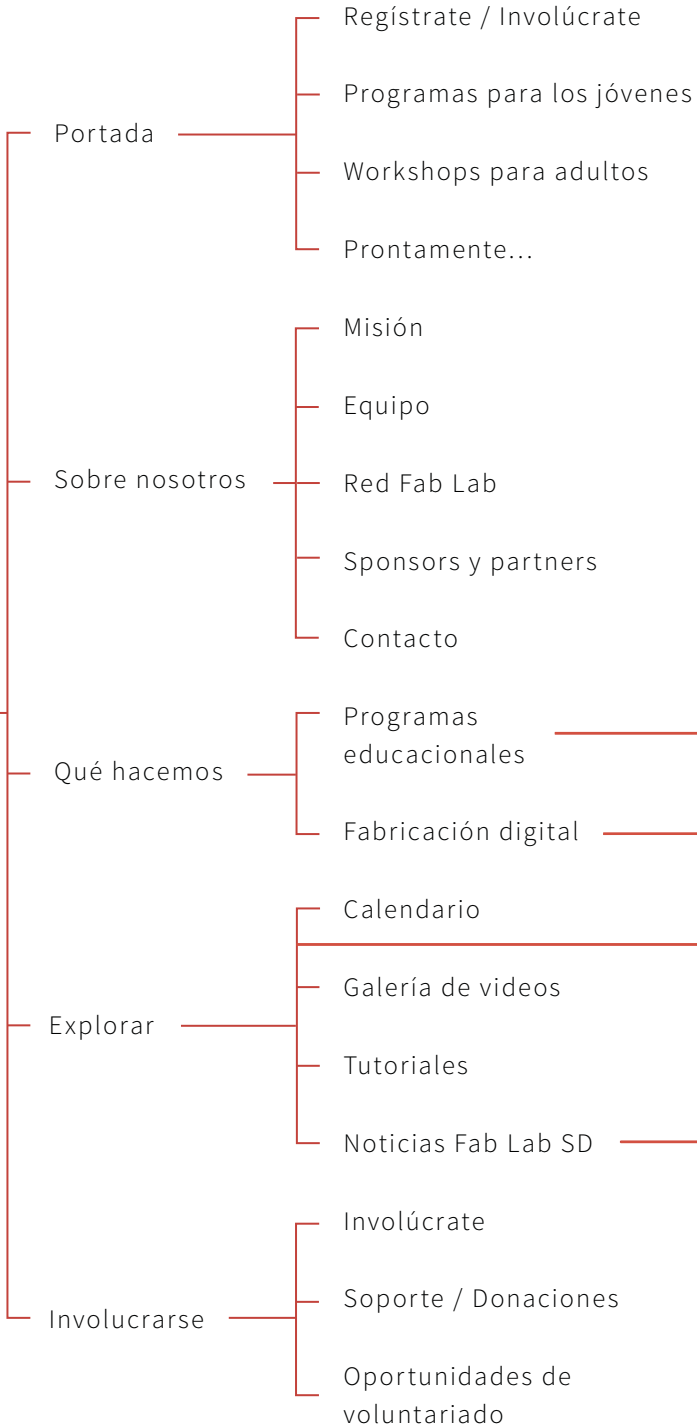 Regístrate / Involúcrate
Programas para los jóvenes
Portada
Workshops para adultos
Prontamente...
Misión
Equipo
Sobre nosotros
Red Fab Lab
Sponsors y partners
Contacto
Programas
educacionales
Qué hacemos
Fabricación digital
Calendario
Galería de videos
Explorar
Tutoriales
Noticias Fab Lab SD
Involúcrate
Soporte / Donaciones
Involucrarse
Oportunidades de
voluntariado